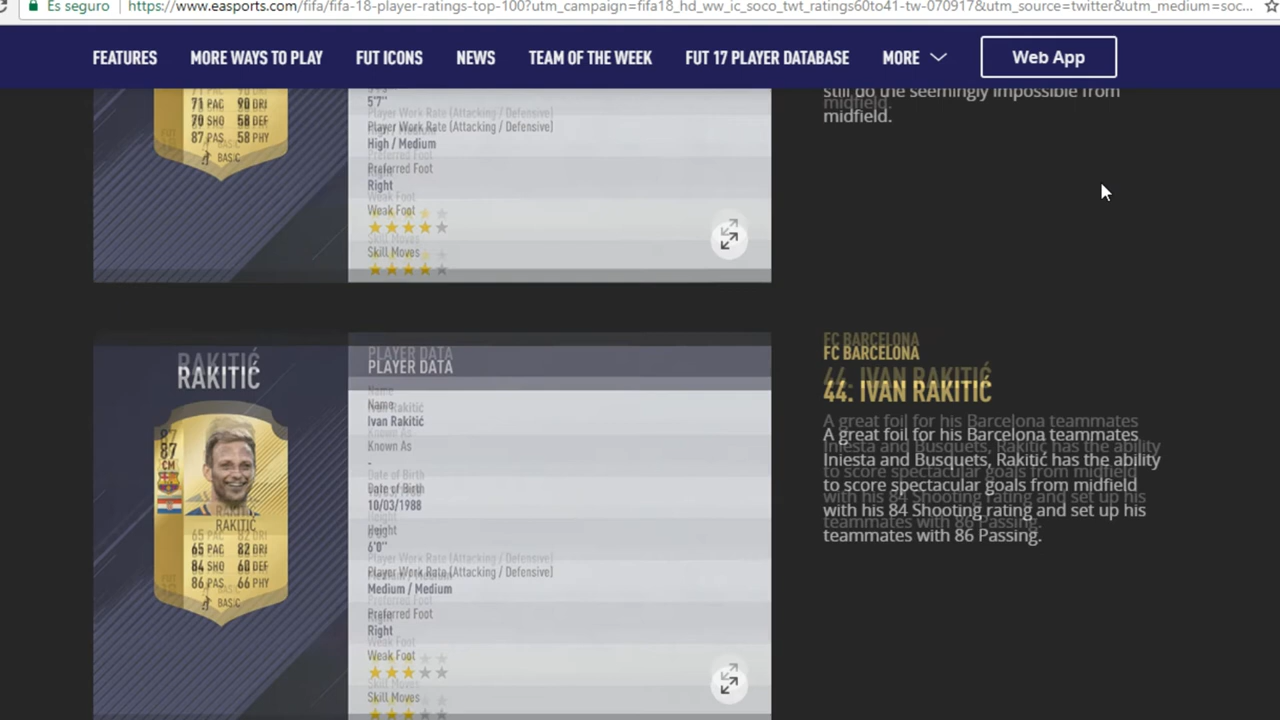 Es seguro
https://www.easports.com/fifa/fifa-18-player-ratings-top-100?utm_campaign=fifa18_hd_ww_ic_soco_twt_ratings60to41-tw-070917&utm_source=twitter&utm_medium=soc...
FEATURES
MORE WAYS TO PLAY
FUT ICONS
NEWS
TEAM OF THE WEEK
FUT 17 PLAYER DATABASE
MORE
Web App
71 PAC 90 DRI
70 SHO 58 DEF
87 PAS 58 PHY
BASIC
5'7"
Player Work Rate (Attacking / Defensive)
High / Medium
Preferred Foot
Right
Weak Foot
Skill Moves
still do the seemingly impossible from
midfield.
RAKITIĆ
87
CM
RAKITIĆ
65 PAC 82 DRI
84 SHO 60 DEF
86 PAS 66 PHY
BASIC
PLAYER DATA
Name
Ivan Rakitić
Known As
-
Date of Birth
10/03/1988
Height
6'0"
Player Work Rate (Attacking / Defensive)
Medium / Medium
Preferred Foot
Right
Weak Foot
Skill Moves
FC BARCELONA
44. IVAN RAKITIĆ
A great foil for his Barcelona teammates
Iniesta and Busquets, Rakitić has the ability
to score spectacular goals from midfield
with his 84 Shooting rating and set up his
teammates with 86 Passing.